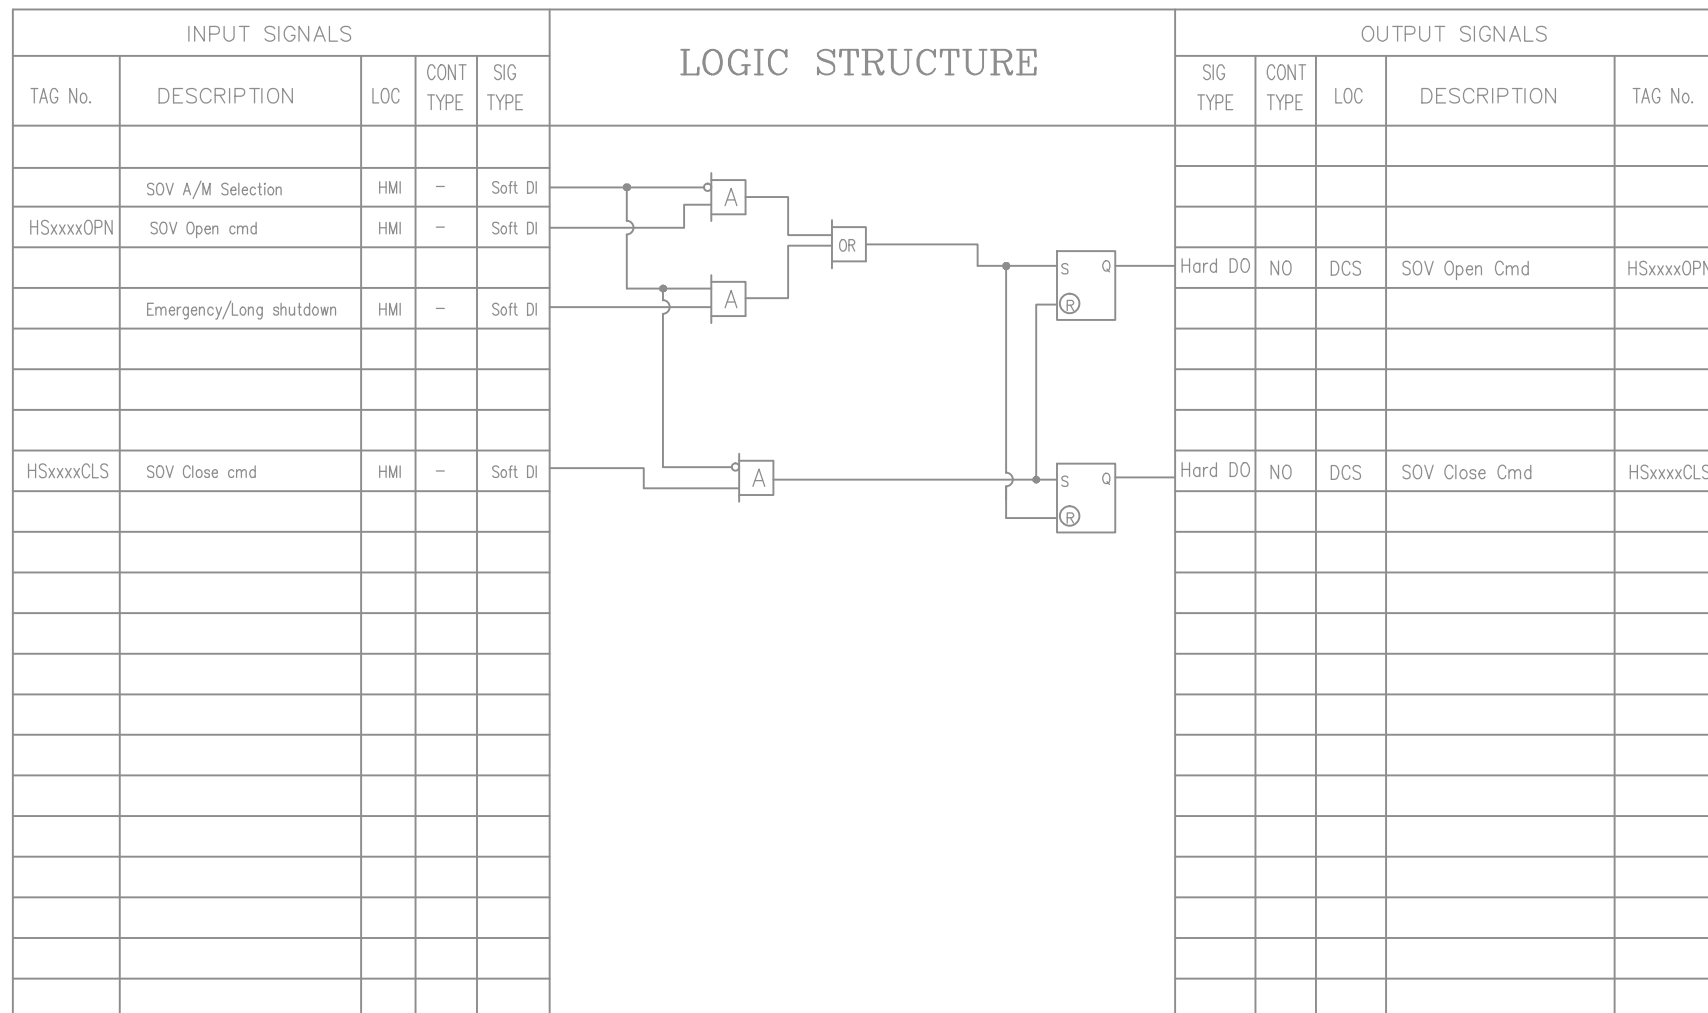 INPUT SIGNALS
LOGIC STRUCTURE
OUTPUT SIGNALS
TAG No. DESCRIPTION LOC CONT TYPE SIG TYPE
SIG TYPE CONT TYPE LOC DESCRIPTION TAG No.
SOV A/M Selection HMI - Soft DI
A
HSxxxxOPN SOV Open cmd HMI - Soft DI
OR
S Q
R
Hard DO NO DCS SOV Open Cmd HSxxxxOPN
Emergency/Long shutdown HMI - Soft DI
A
HSxxxxCLS SOV Close cmd HMI - Soft DI
A
S Q
R
Hard DO NO DCS SOV Close Cmd HSxxxxCLS